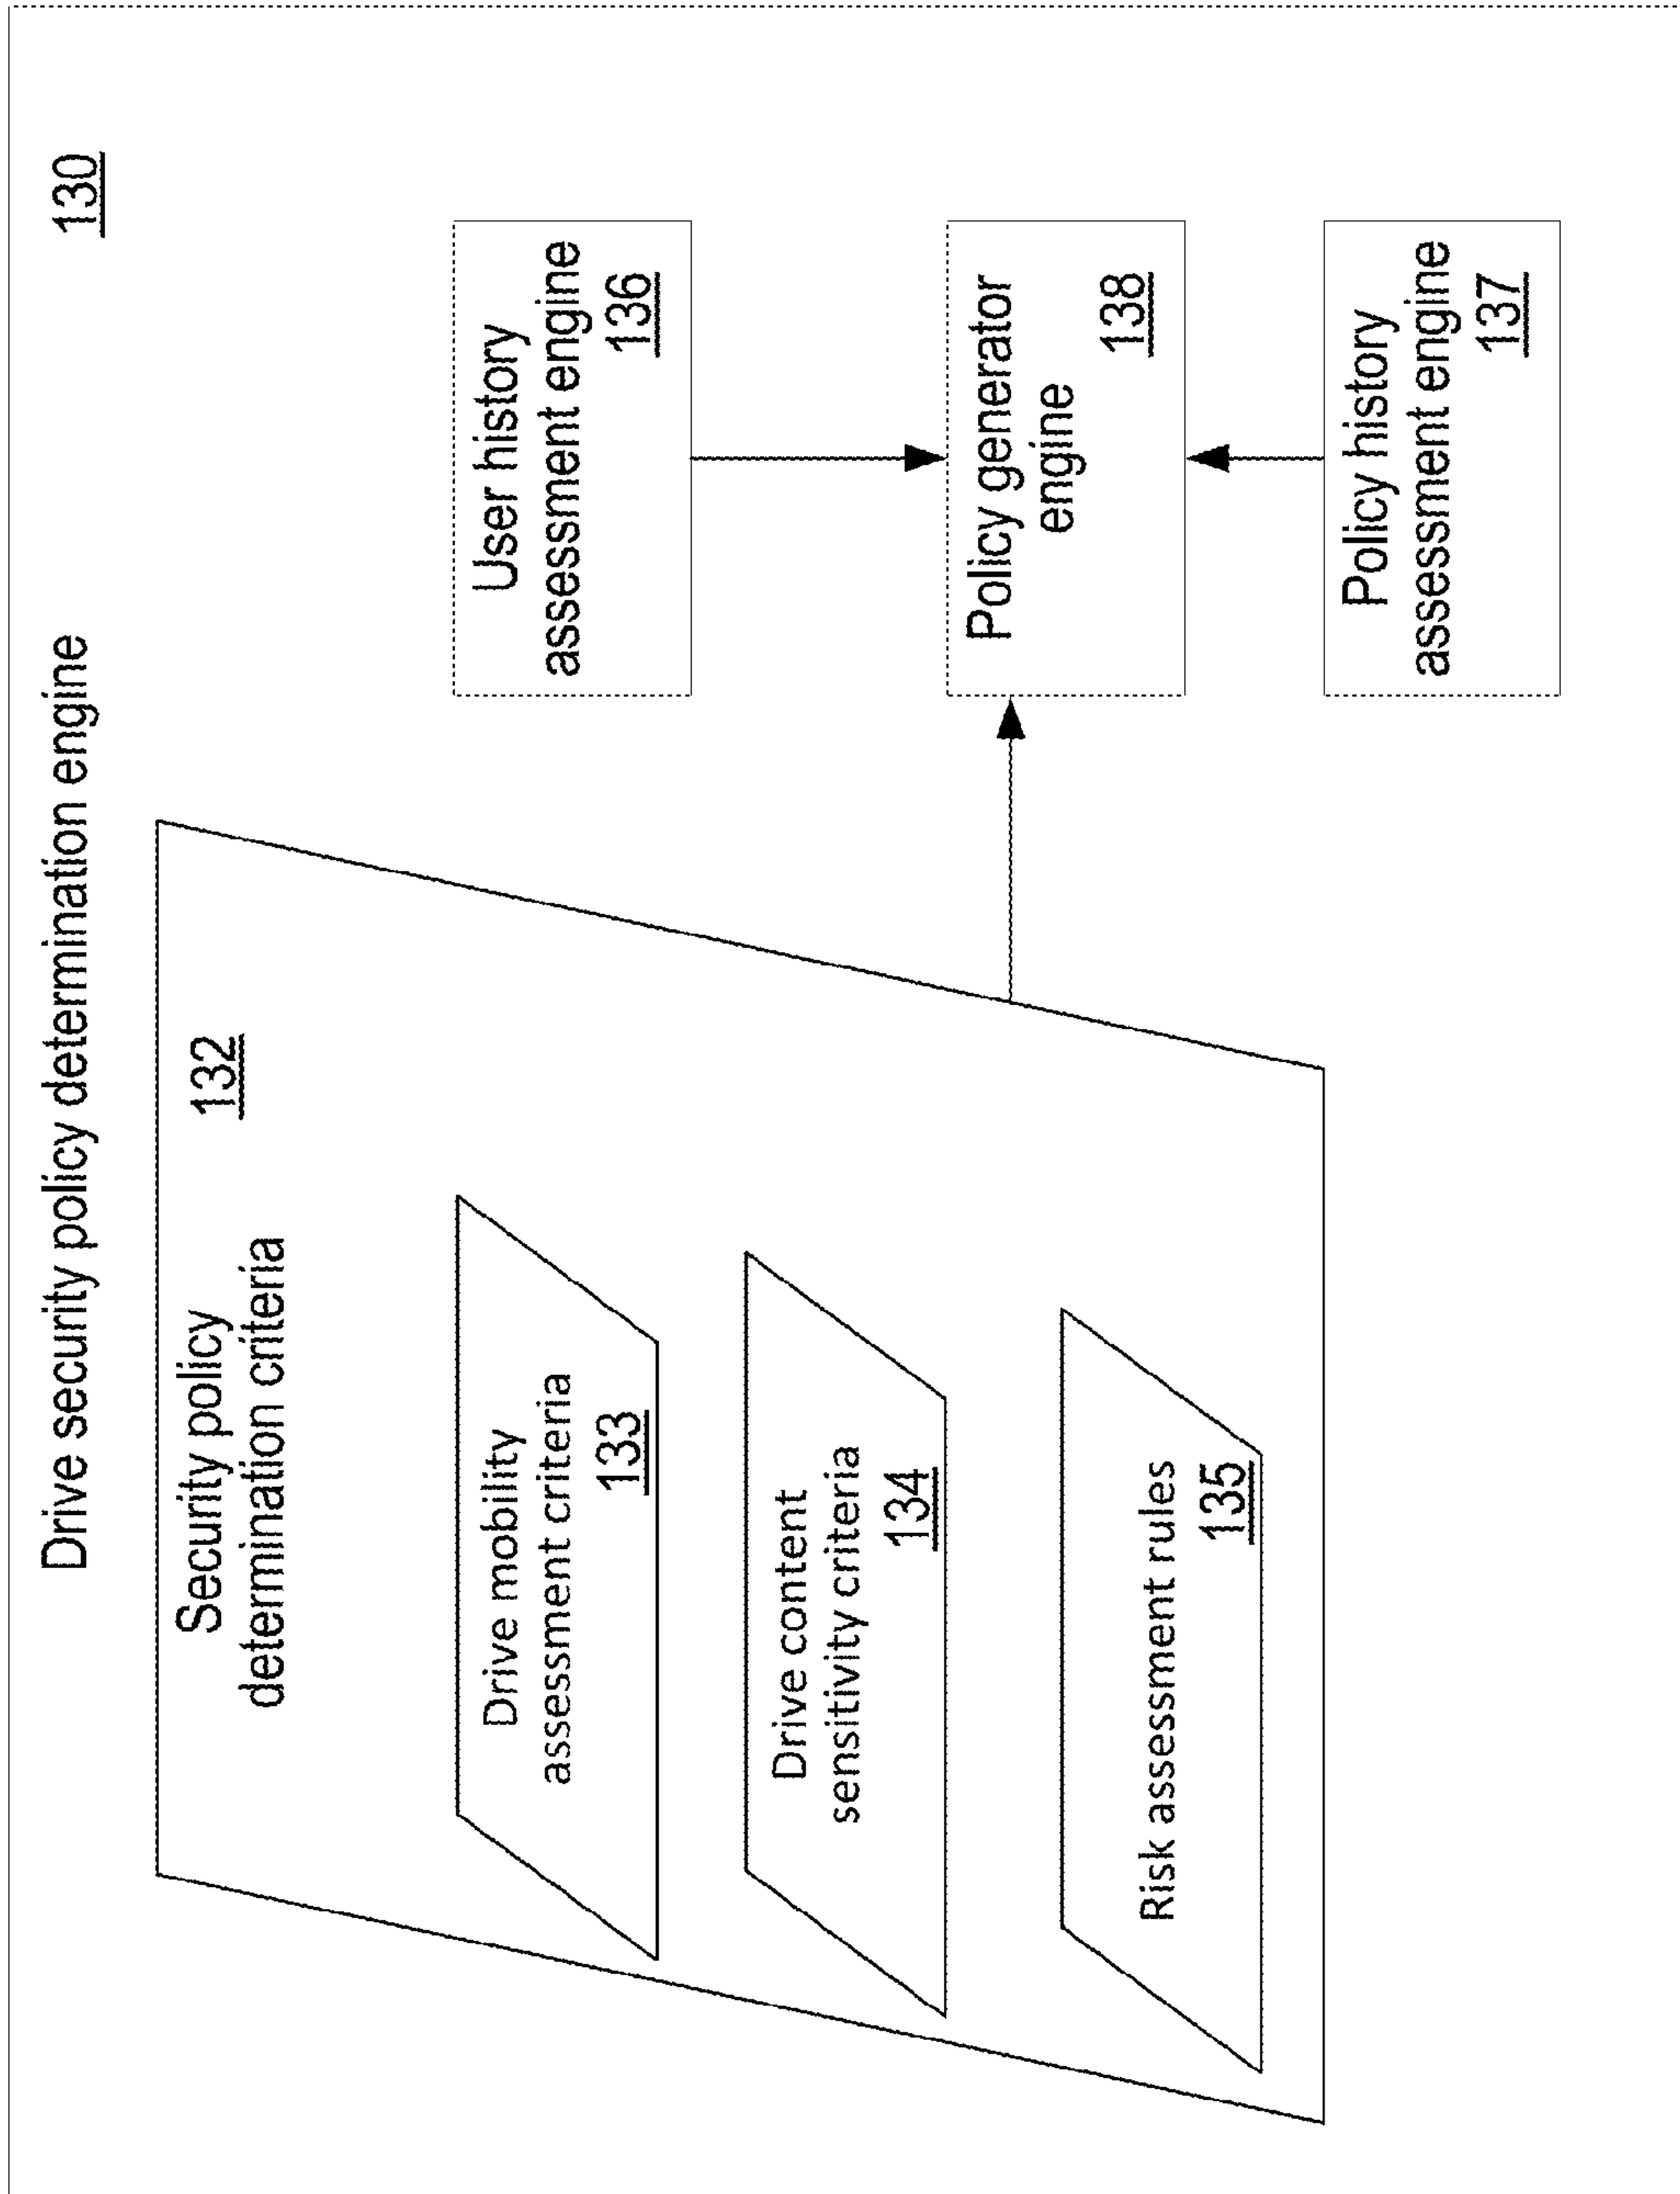 Drive security policy determination engine
130
Security policy
determination criteria
132
Drive mobility
assessment criteria
133
Drive content
sensitivity criteria
134
Risk assessment rules
135
User history
assessment engine
136
Policy generator
engine
138
Policy history
assessment engine
137